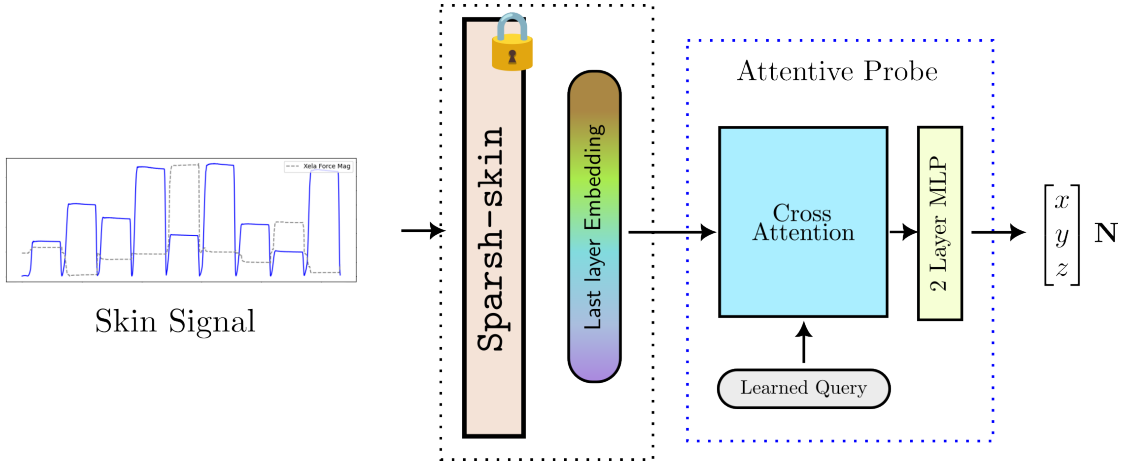 Xela Force Mag
Skin Signal
Sparsh-skin
Last layer Embedding
Attentive Probe
Cross
Attention
Learned Query
2 Layer MLP
x
y
z
N